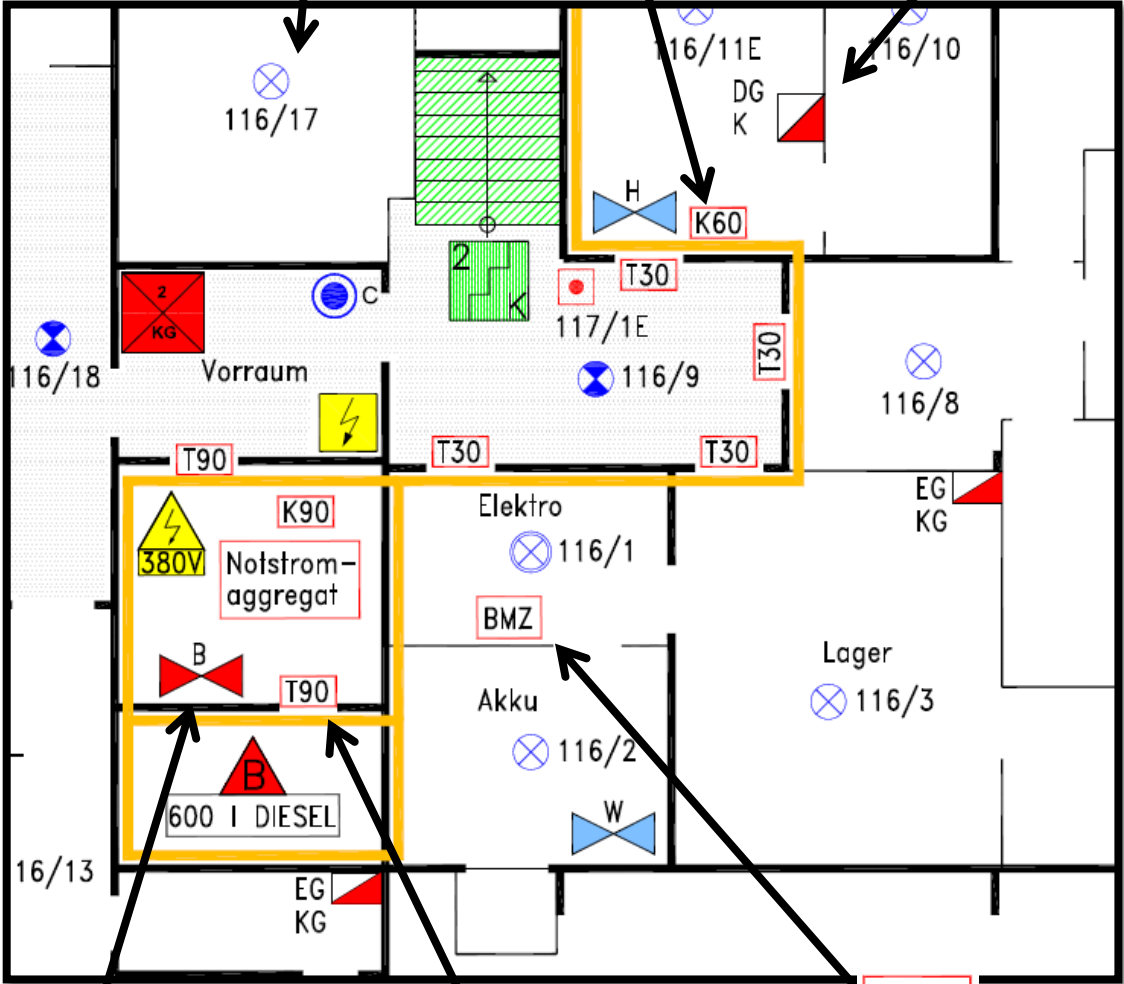 116/11E
116/10
DG
K
116/17
H
K60
2
K
T30
2
KG
C
117/1E
T30
116/18
Vorraum
116/9
116/8
T90
T30
T30
EG
KG
K90
Elektro
380V
116/1
Notstrom-
aggregat
BMZ
B
Lager
T90
Akku
116/3
116/2
B
600 l DIESEL
W
16/13
EG
KG